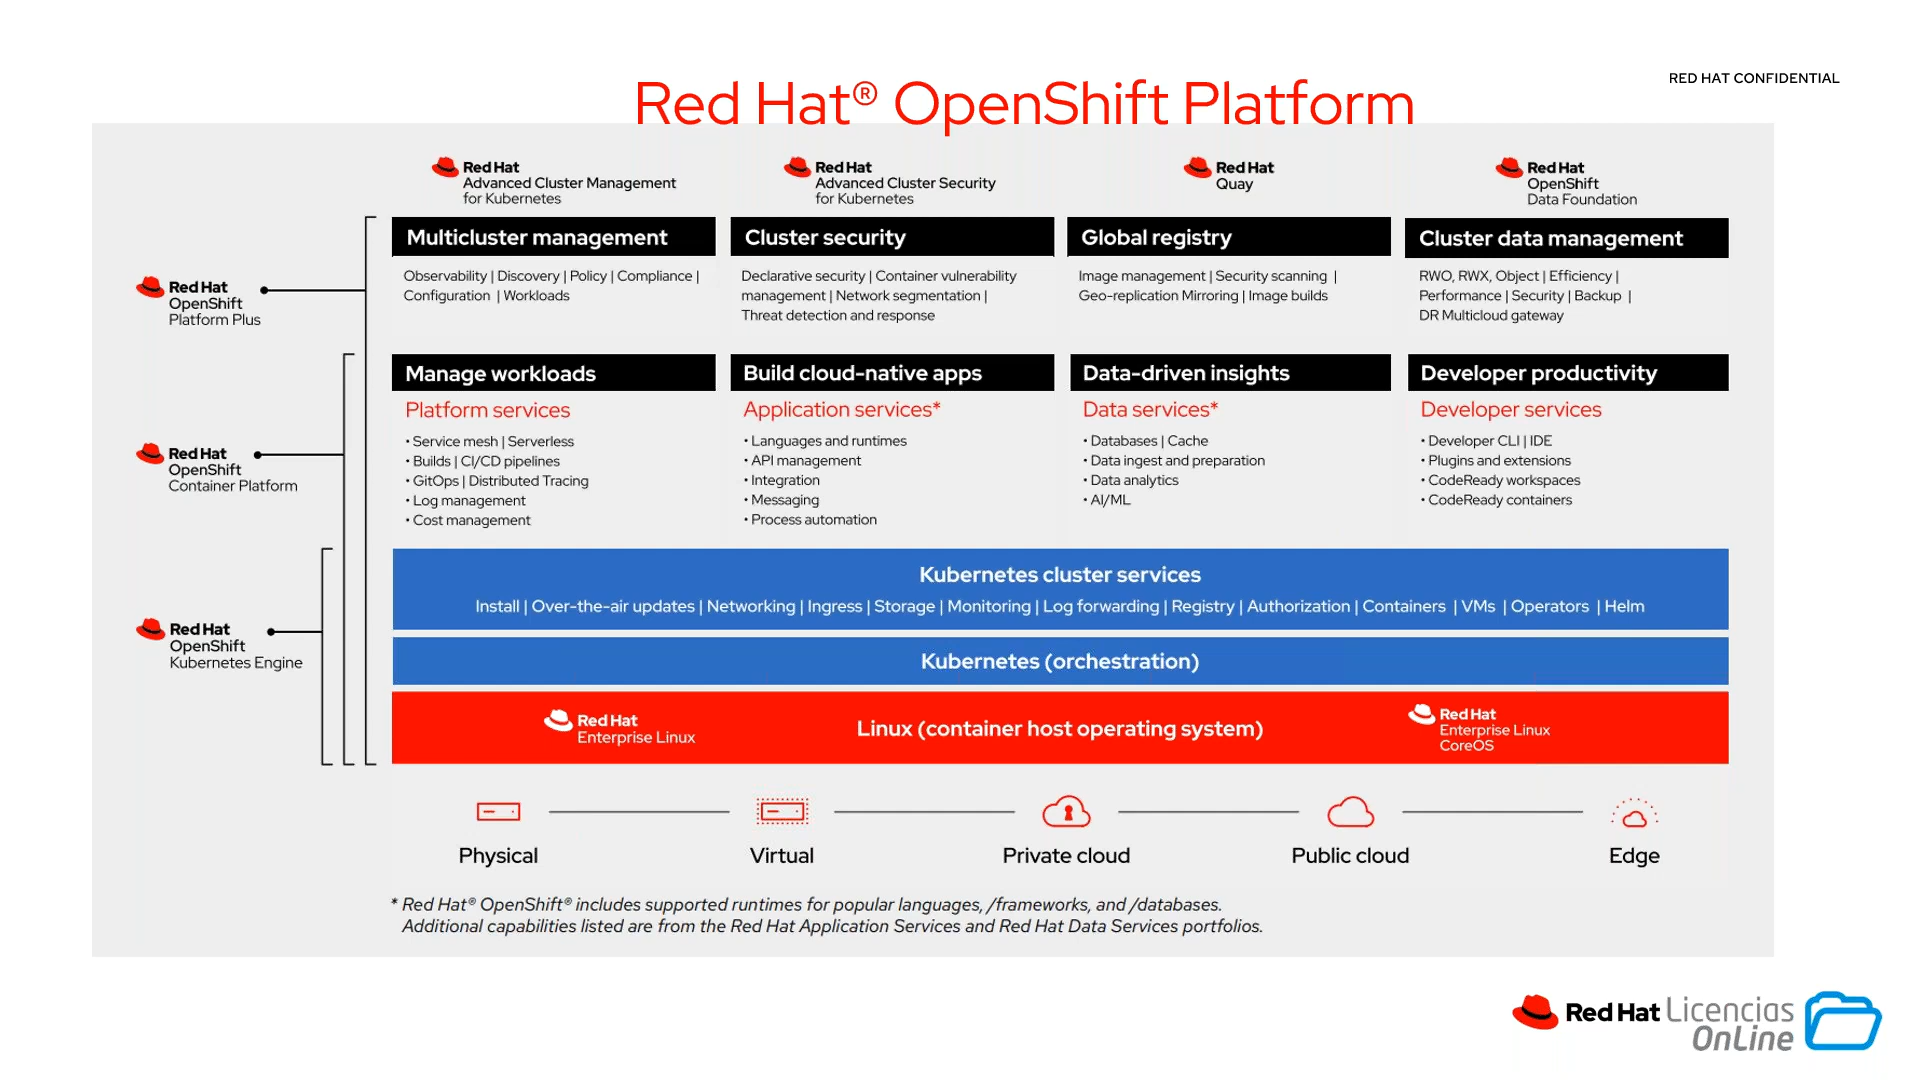 RED HAT CONFIDENTIAL
Red Hat® OpenShift Platform
Red Hat
Advanced Cluster Management
for Kubernetes
Red Hat
Advanced Cluster Security
for Kubernetes
Red Hat
Quay
Red Hat
OpenShift
Data Foundation
Red Hat
OpenShift
Platform Plus
Multicluster management
Observability | Discovery | Policy | Compliance |
Configuration | Workloads
Cluster security
Declarative security | Container vulnerability
management | Network segmentation |
Threat detection and response
Global registry
Image management | Security scanning |
Geo-replication Mirroring | Image builds
Cluster data management
RWO, RWX, Object | Efficiency |
Performance | Security | Backup |
DR Multicloud gateway
Red Hat
OpenShift
Container Platform
Manage workloads
Platform services
• Service mesh | Serverless
• Builds | CI/CD pipelines
• GitOps | Distributed Tracing
• Log management
• Cost management
Build cloud-native apps
Application services*
• Languages and runtimes
• API management
• Integration
• Messaging
• Process automation
Data-driven insights
Data services*
• Databases | Cache
• Data ingest and preparation
• Data analytics
• AI/ML
Developer productivity
Developer services
• Developer CLI | IDE
• Plugins and extensions
• CodeReady workspaces
• CodeReady containers
Red Hat
OpenShift
Kubernetes Engine
Kubernetes cluster services
Install | Over-the-air updates | Networking | Ingress | Storage | Monitoring | Log forwarding | Registry | Authorization | Containers | VMs | Operators | Helm
Kubernetes (orchestration)
Red Hat
Enterprise Linux
Linux (container host operating system)
Red Hat
Enterprise Linux
CoreOS
Physical
Virtual
Private cloud
Public cloud
Edge
* Red Hat® OpenShift® includes supported runtimes for popular languages, /frameworks, and /databases.
Additional capabilities listed are from the Red Hat Application Services and Red Hat Data Services portfolios.
Red Hat
Licencias
OnLine